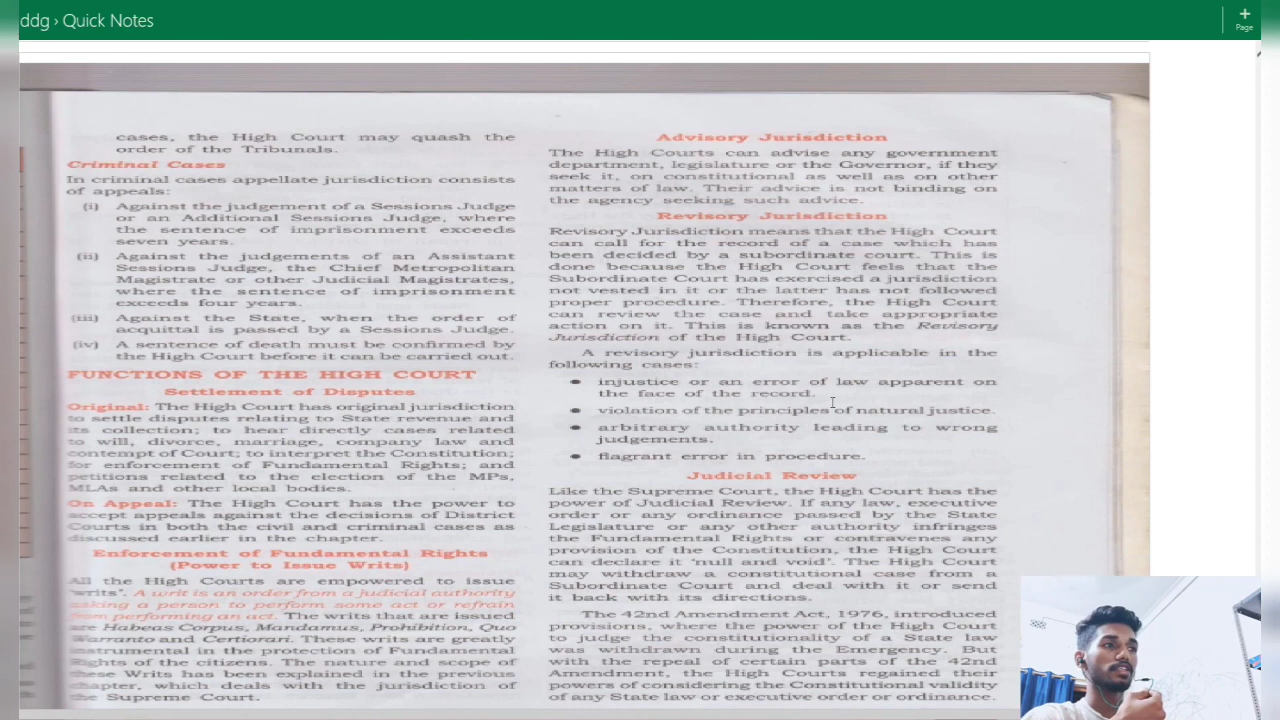 ddg › Quick Notes
+
Page
cases, the High Court may quash the
order of the Tribunals.
Criminal Cases
In criminal cases appellate jurisdiction consists
of appeals:
(i) Against the judgement of a Sessions Judge
or an Additional Sessions Judge, where
the sentence of imprisonment exceeds
seven years.
(ii) Against the judgements of an Assistant
Sessions Judge, the Chief Metropolitan
Magistrate or other Judicial Magistrates,
where the sentence of imprisonment
exceeds four years.
(iii) Against the State, when the order of
acquittal is passed by a Sessions Judge.
(iv) A sentence of death must be confirmed by
the High Court before it can be carried out.
FUNCTIONS OF THE HIGH COURT
Settlement of Disputes
Original: The High Court has original jurisdiction
to settle disputes relating to State revenue and
its collection; to hear directly cases related
to will, divorce, marriage, company law and
contempt of Court; to interpret the Constitution;
for enforcement of Fundamental Rights; and
petitions related to the election of the MPs,
MLAs and other local bodies.
On Appeal: The High Court has the power to
accept appeals against the decisions of District
Courts in both the civil and criminal cases as
discussed earlier in the chapter.
Enforcement of Fundamental Rights
(Power to Issue Writs)
All the High Courts are empowered to issue
'writs'. A writ is an order from a judicial authority
asking a person to perform some act or refrain
from performing an act. The writs that are issued
are Habeas Corpus, Mandamus, Prohibition, Quo
Warranto and Certiorari. These writs are greatly
instrumental in the protection of Fundamental
Rights of the citizens. The nature and scope of
these Writs has been explained in the previous
chapter, which deals with the jurisdiction of
the Supreme Court.
Advisory Jurisdiction
The High Courts can advise any government
department, legislature or the Governor, if they
seek it, on constitutional as well as on other
matters of law. Their advice is not binding on
the agency seeking such advice.
Revisory Jurisdiction
Revisory Jurisdiction means that the High Court
can call for the record of a case which has
been decided by a subordinate court. This is
done because the High Court feels that the
Subordinate Court has exercised a jurisdiction
not vested in it or the latter has not followed
proper procedure. Therefore, the High Court
can review the case and take appropriate
action on it. This is known as the Revisory
Jurisdiction of the High Court.
A revisory jurisdiction is applicable in the
following cases:
• injustice or an error of law apparent on
the face of the record.
• violation of the principles of natural justice.
• arbitrary authority leading to wrong
judgements.
• flagrant error in procedure.
Judicial Review
Like the Supreme Court, the High Court has the
power of Judicial Review. If any law, executive
order or any ordinance passed by the State
Legislature or any other authority infringes
the Fundamental Rights or contravenes any
provision of the Constitution, the High Court
can declare it 'null and void'. The High Court
may withdraw a constitutional case from a
Subordinate Court and deal with it or send
it back with its directions.
The 42nd Amendment Act, 1976, introduced
provisions, where the power of the High Court
to judge the constitutionality of a State law
was withdrawn during the Emergency. But
with the repeal of certain parts of the 42nd
Amendment, the High Courts regained their
powers of considering the Constitutional validity
of any State law or executive order or ordinance.